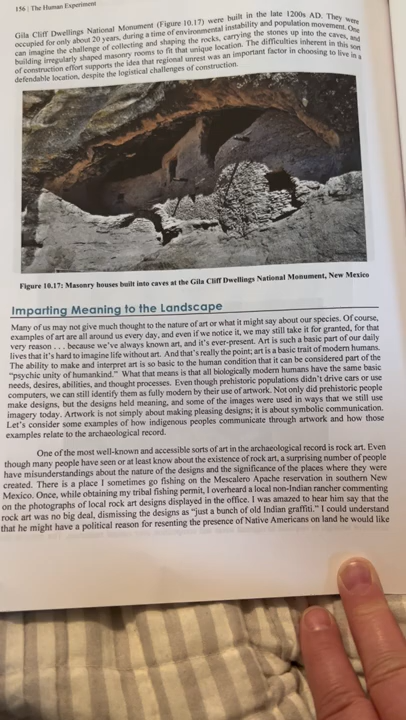 156 | The Human Experiment
Gila Cliff Dwellings National Monument (Figure 10.17) were built in the late 1200s AD. They were
occupied for only about 20 years, during a time of environmental instability and population movement. One
can imagine the challenge of collecting and shaping the rocks, carrying the stones up into the caves, and
building irregularly shaped masonry rooms to fit that unique location. The difficulties inherent in this sort
of construction effort supports the idea that regional unrest was an important factor in choosing to live in a
defendable location, despite the logistical challenges of construction.
Figure 10.17: Masonry houses built into caves at the Gila Cliff Dwellings National Monument, New Mexico
Imparting Meaning to the Landscape
Many of us may not give much thought to the nature of art or what it might say about our species. Of course,
examples of art are all around us every day, and even if we notice it, we may still take it for granted, for that
very reason . . . because we've always known art, and it's ever-present. Art is such a basic part of our daily
lives that it's hard to imagine life without art. And that's really the point; art is a basic trait of modern humans.
The ability to make and interpret art is so basic to the human condition that it can be considered part of the
"psychic unity of humankind." What that means is that all biologically modern humans have the same basic
needs, desires, abilities, and thought processes. Even though prehistoric populations didn't drive cars or use
computers, we can still identify them as fully modern by their use of artwork. Not only did prehistoric people
make designs, but the designs held meaning, and some of the images were used in ways that we still use
imagery today. Artwork is not simply about making pleasing designs; it is about symbolic communication.
Let's consider some examples of how indigenous peoples communicate through artwork and how those
examples relate to the archaeological record.
One of the most well-known and accessible sorts of art in the archaeological record is rock art. Even
though many people have seen or at least know about the existence of rock art, a surprising number of people
have misunderstandings about the nature of the designs and the significance of the places where they were
created. There is a place I sometimes go fishing on the Mescalero Apache reservation in southern New
Mexico. Once, while obtaining my tribal fishing permit, I overheard a local non-Indian rancher commenting
on the photographs of local rock art designs displayed in the office. I was amazed to hear him say that the
rock art was no big deal, dismissing the designs as "just a bunch of old Indian graffiti." I could understand
that he might have a political reason for resenting the presence of Native Americans on land he would like